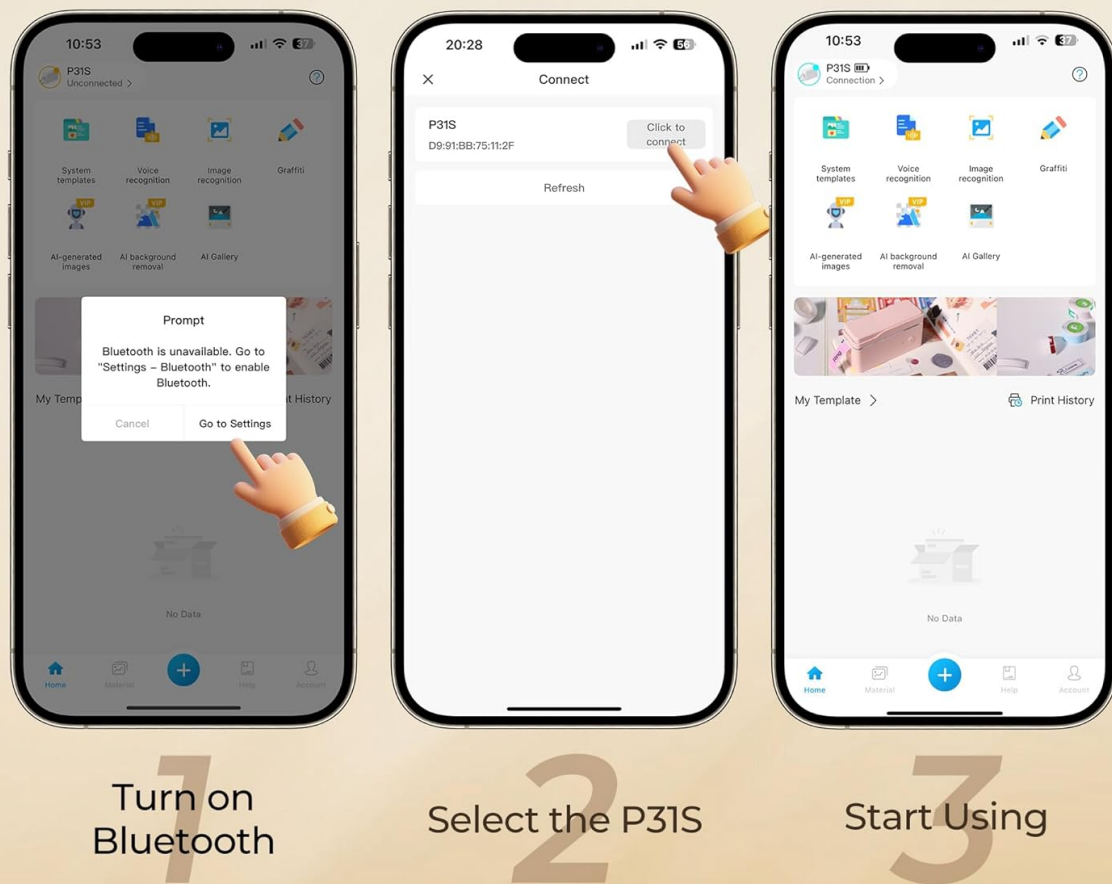 10:53
37
P31S
Unconnected >
?
System
templates
Voice
recognition
Image
recognition
Graffiti
VIP
VIP
AI-generated
images
AI background
removal
AI Gallery
Prompt
Bluetooth is unavailable. Go to
"Settings – Bluetooth" to enable
Bluetooth.
Cancel
Go to Settings
My Temp
t History
No Data
Home
Material
Help
Account
1
Turn on
Bluetooth
20:28
56
Connect
P31S
D9:91:BB:75:11:2F
Click to
connect
Refresh
2
Select the P31S
10:53
37
P31S
Connection >
?
System
templates
Voice
recognition
Image
recognition
Graffiti
VIP
VIP
AI-generated
images
AI background
removal
AI Gallery
My Template >
Print History
No Data
Home
Material
Help
Account
3
Start Using